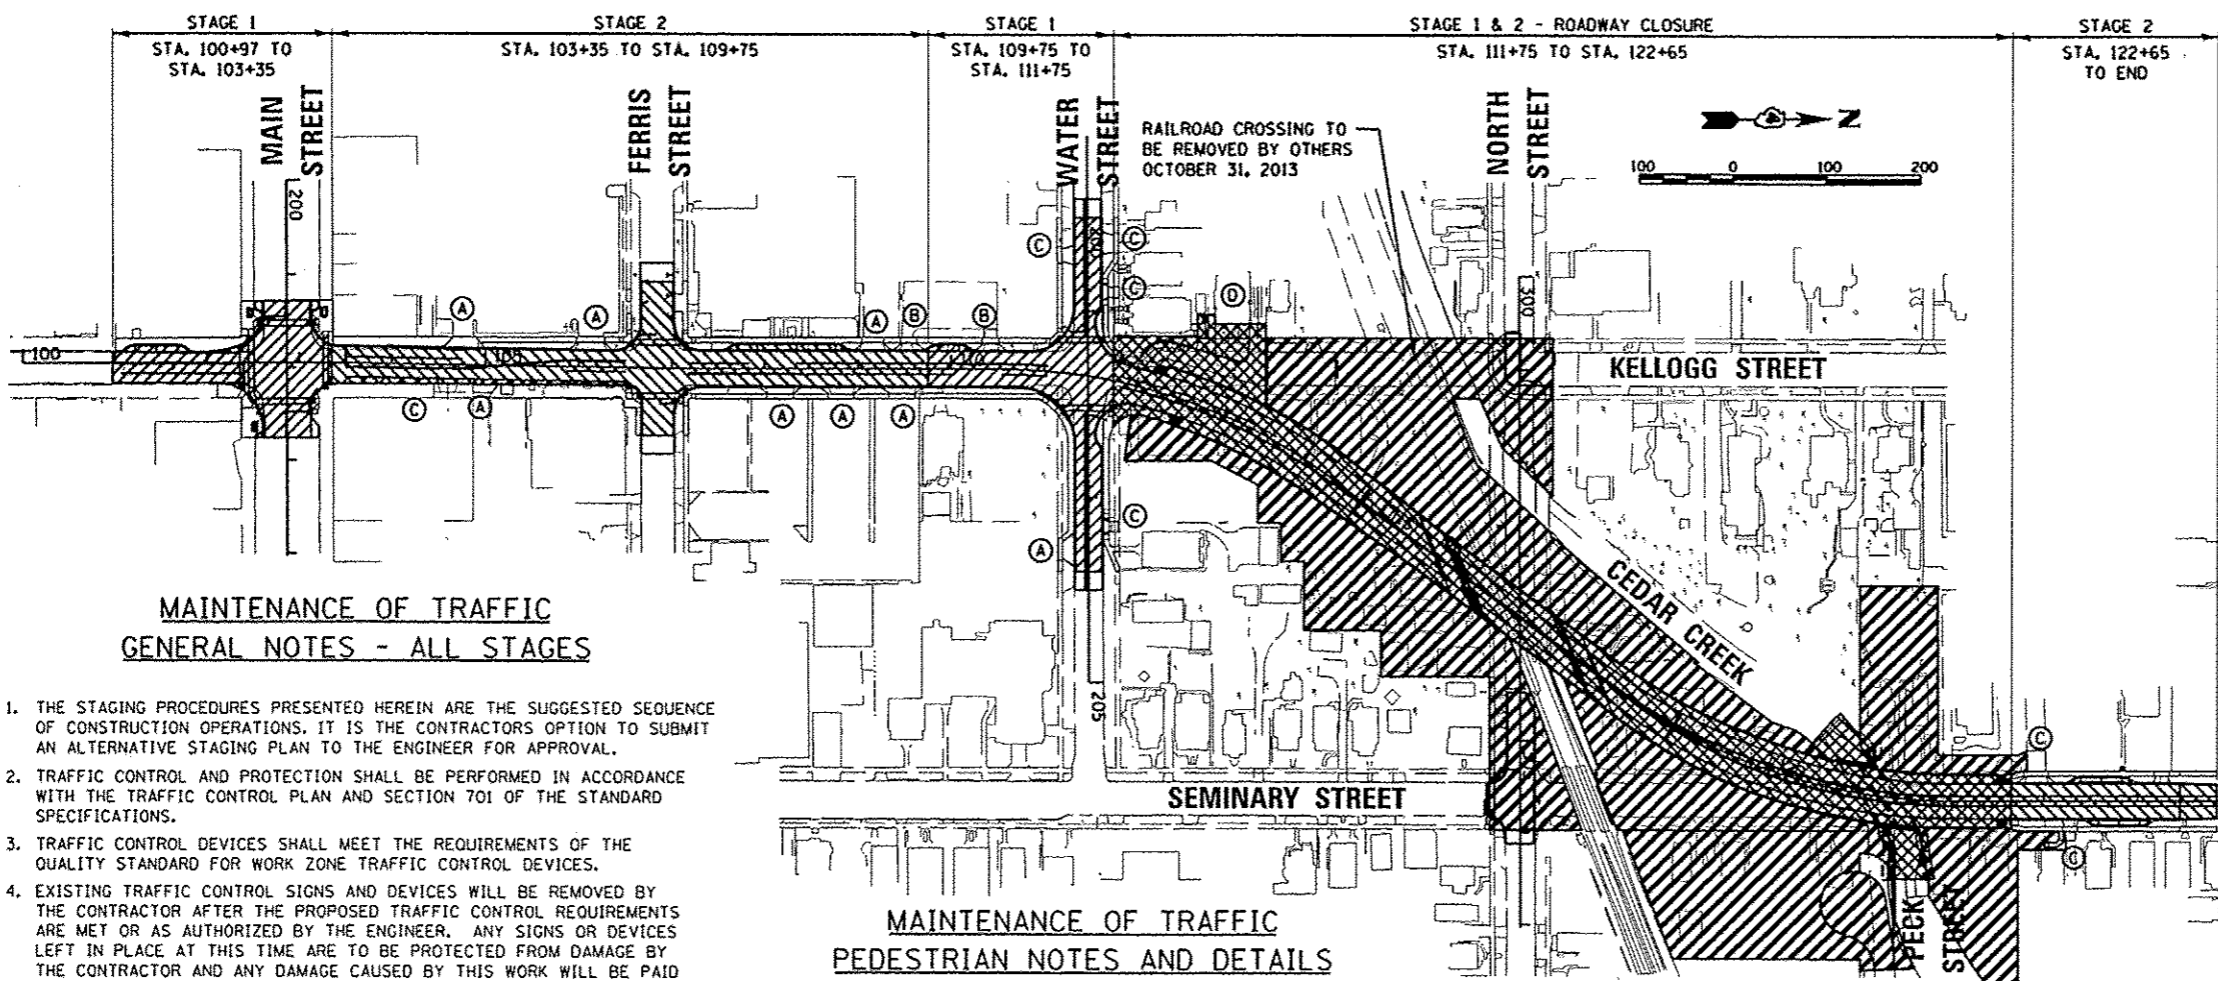 STAGE 1
STA. 100+97 TO
STA. 103+35
STAGE 2
STA. 103+35 TO STA. 109+75
STAGE 1
STA. 109+75 TO
STA. 111+75
STAGE 1 & 2 - ROADWAY CLOSURE
STA. 111+75 TO STA. 122+65
STAGE 2
STA. 122+65
TO END
MAIN
STREET
FERRIS
STREET
WATER
STREET
RAILROAD CROSSING TO
BE REMOVED BY OTHERS
OCTOBER 31, 2013
NORTH
STREET
N
100 0 100 200
200
300
100
205
A
A
A
B
B
C
C
C
D
C
A
A
A
A
C
A
C
C
KELLOGG STREET
CEDAR CREEK
SEMINARY STREET
PECK
STREET
MAINTENANCE OF TRAFFIC
GENERAL NOTES - ALL STAGES
1. THE STAGING PROCEDURES PRESENTED HEREIN ARE THE SUGGESTED SEQUENCE
OF CONSTRUCTION OPERATIONS. IT IS THE CONTRACTORS OPTION TO SUBMIT
AN ALTERNATIVE STAGING PLAN TO THE ENGINEER FOR APPROVAL.
2. TRAFFIC CONTROL AND PROTECTION SHALL BE PERFORMED IN ACCORDANCE
WITH THE TRAFFIC CONTROL PLAN AND SECTION 701 OF THE STANDARD
SPECIFICATIONS.
3. TRAFFIC CONTROL DEVICES SHALL MEET THE REQUIREMENTS OF THE
QUALITY STANDARD FOR WORK ZONE TRAFFIC CONTROL DEVICES.
4. EXISTING TRAFFIC CONTROL SIGNS AND DEVICES WILL BE REMOVED BY
THE CONTRACTOR AFTER THE PROPOSED TRAFFIC CONTROL REQUIREMENTS
ARE MET OR AS AUTHORIZED BY THE ENGINEER. ANY SIGNS OR DEVICES
LEFT IN PLACE AT THIS TIME ARE TO BE PROTECTED FROM DAMAGE BY
THE CONTRACTOR AND ANY DAMAGE CAUSED BY THIS WORK WILL BE PAID
MAINTENANCE OF TRAFFIC
PEDESTRIAN NOTES AND DETAILS